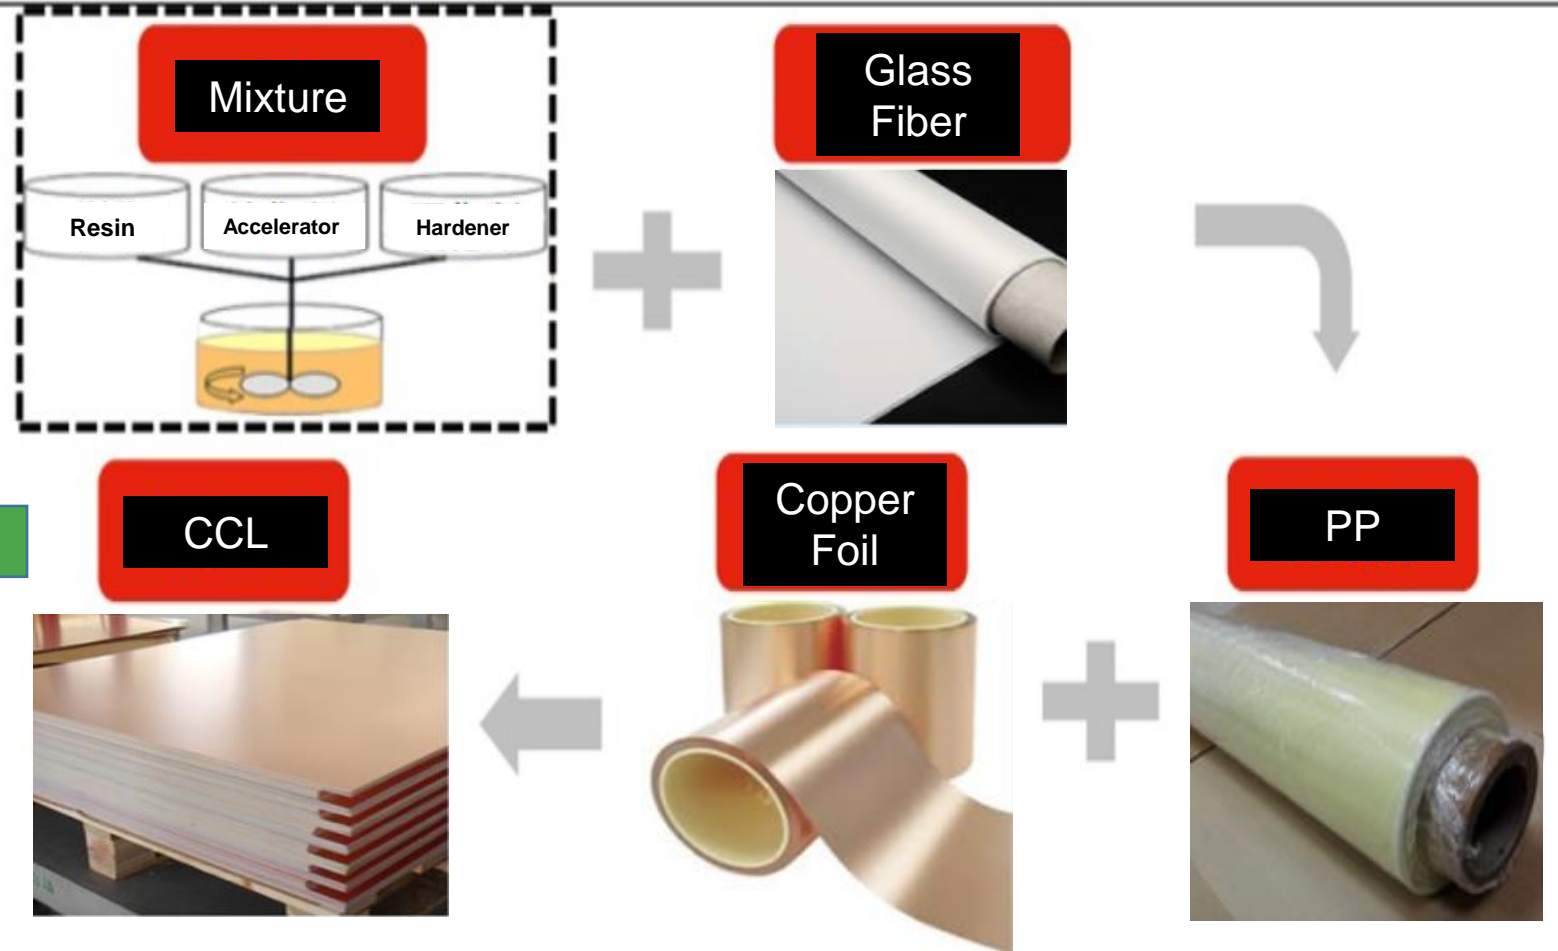 Mixture
Glass
Fiber
Resin
Accelerator
Hardener
CCL
Copper
Foil
PP